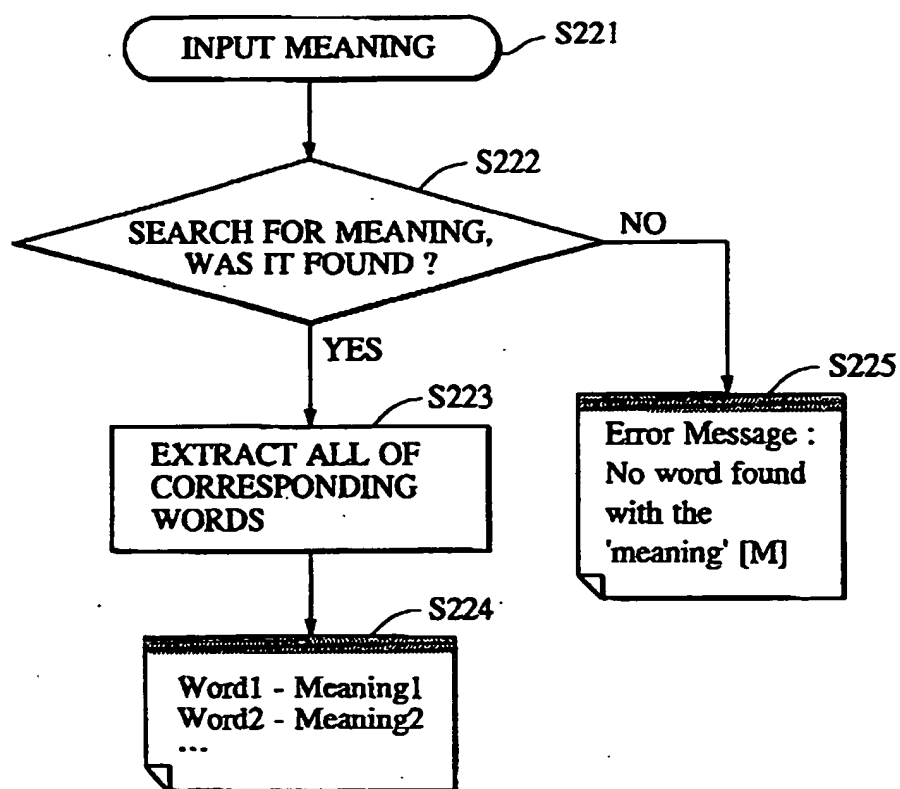 INPUT MEANING
S221
S222
SEARCH FOR MEANING,
WAS IT FOUND ?
NO
YES
S223
EXTRACT ALL OF
CORRESPONDING
WORDS
S225
Error Message :
No word found
with the
'meaning' [M]
S224
Word1 - Meaning1
Word2 - Meaning2
...